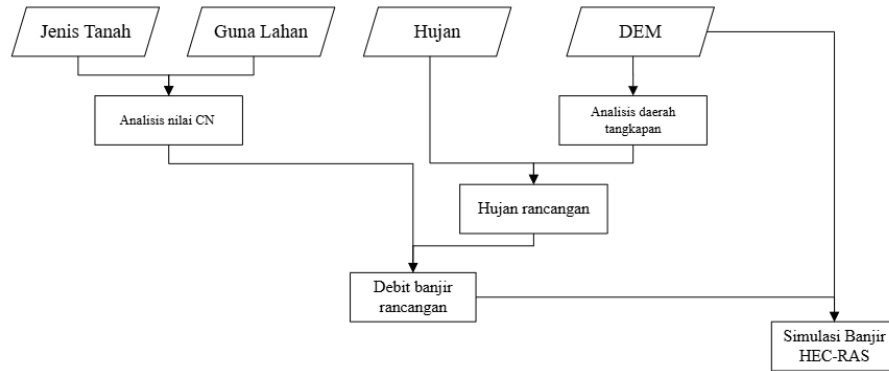 Jenis Tanah
Guna Lahan
Hujan
DEM
Analisis nilai CN
Analisis daerah
tangkapan
Hujan rancangan
Debit banjir
rancangan
Simulasi Banjir
HEC-RAS